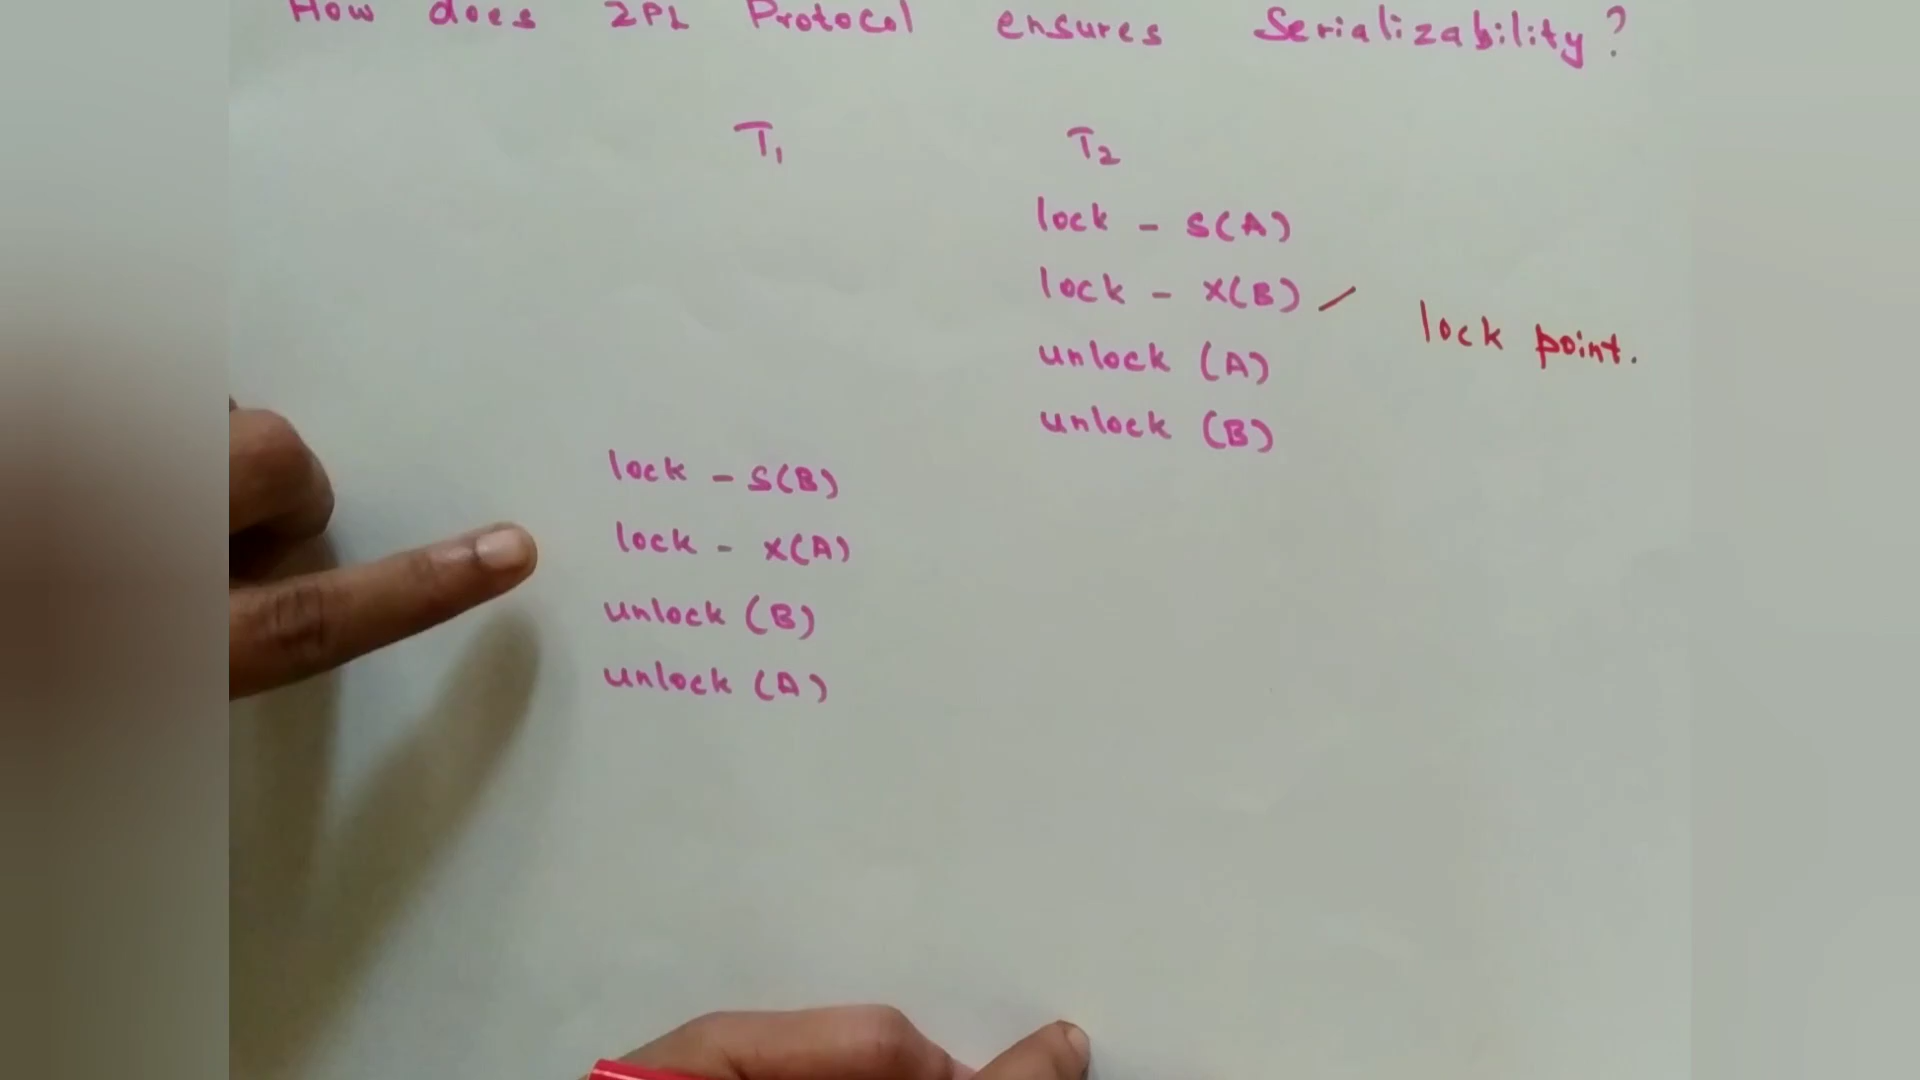 How does 2PL Protocol ensures Serializability?
T1 T2
lock - S(A)
lock - X(B) / lock point.
unlock (A)
unlock (B)
lock - S(B)
lock - X(A)
unlock (B)
unlock (A)